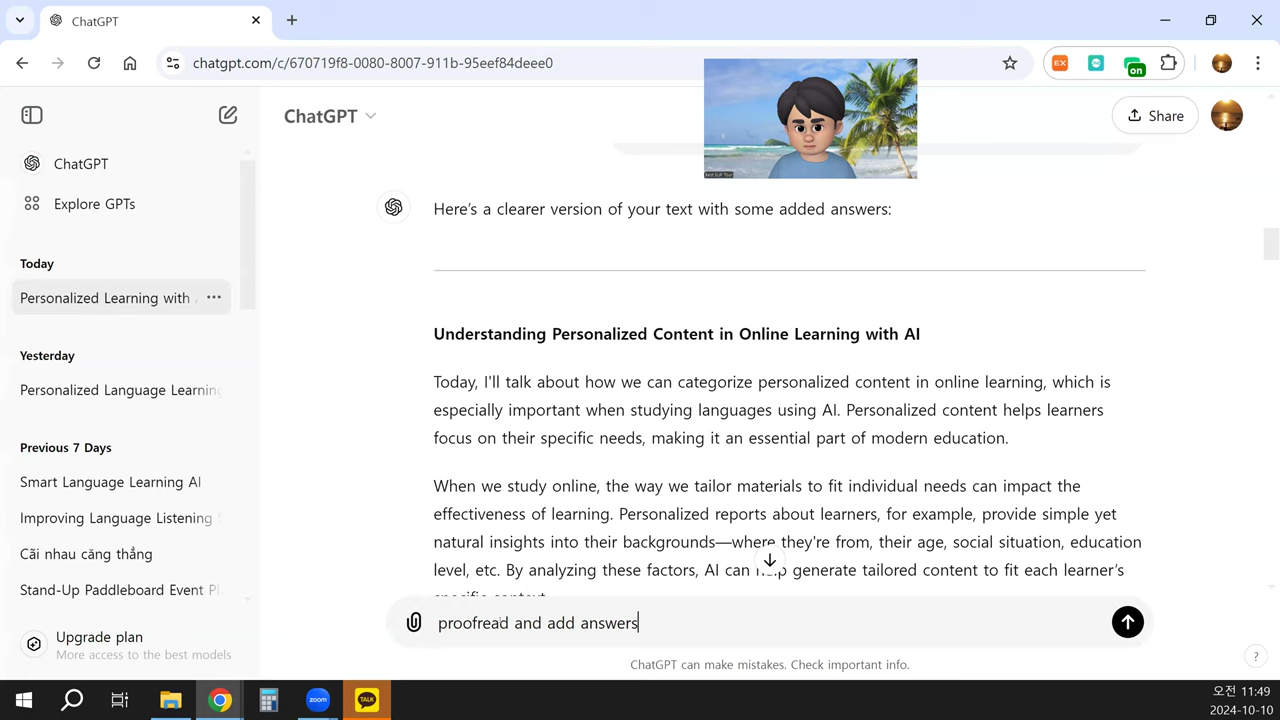 ChatGPT
chatgpt.com/c/670719f8-0080-8007-911b-95eef84deee0
EX
on
ChatGPT
Share
ChatGPT
Explore GPTs
Today
Personalized Learning with
Yesterday
Personalized Language Learning
Previous 7 Days
Smart Language Learning AI
Improving Language Listening
Cãi nhau căng thẳng
Stand-Up Paddleboard Event
Upgrade plan
More access to the best models
Here's a clearer version of your text with some added answers:
Understanding Personalized Content in Online Learning with AI
Today, I'll talk about how we can categorize personalized content in online learning, which is
especially important when studying languages using AI. Personalized content helps learners
focus on their specific needs, making it an essential part of modern education.
When we study online, the way we tailor materials to fit individual needs can impact the
effectiveness of learning. Personalized reports about learners, for example, provide simple yet
natural insights into their backgrounds—where they're from, their age, social situation, education
level, etc. By analyzing these factors, AI can help generate tailored content to fit each learner's
specific context.
proofread and add answers
ChatGPT can make mistakes. Check important info.
?
zoom
TALK
오전 11:49
2024-10-10